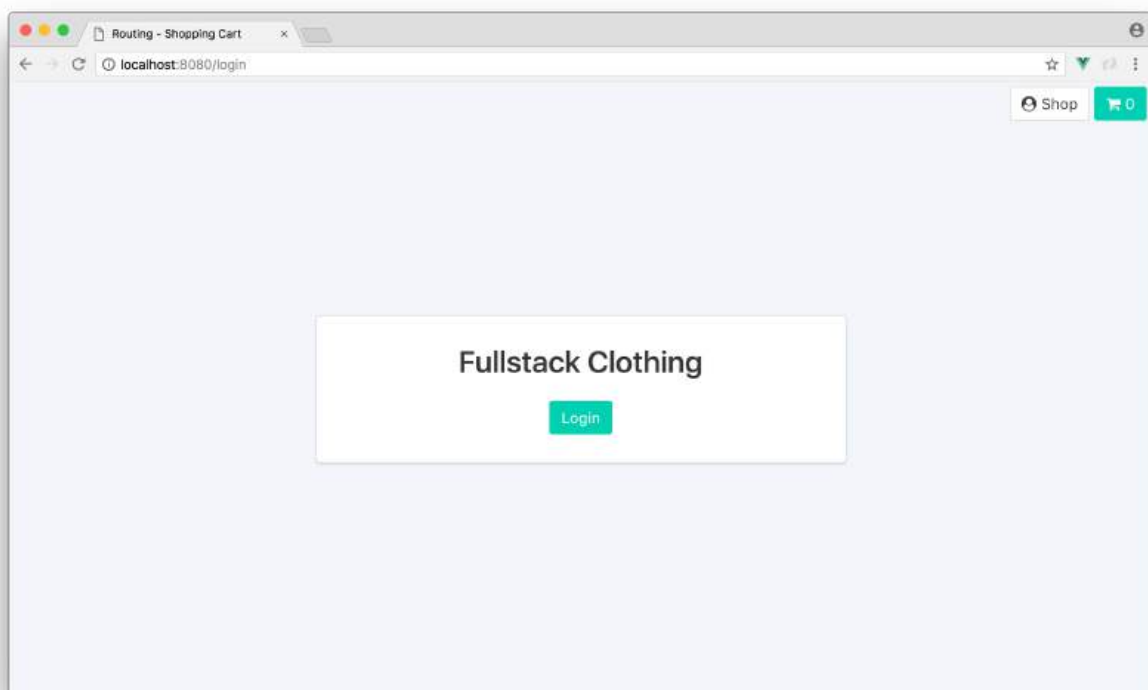 Routing - Shopping Cart
localhost:8080/login
Shop
0
Fullstack Clothing
Login